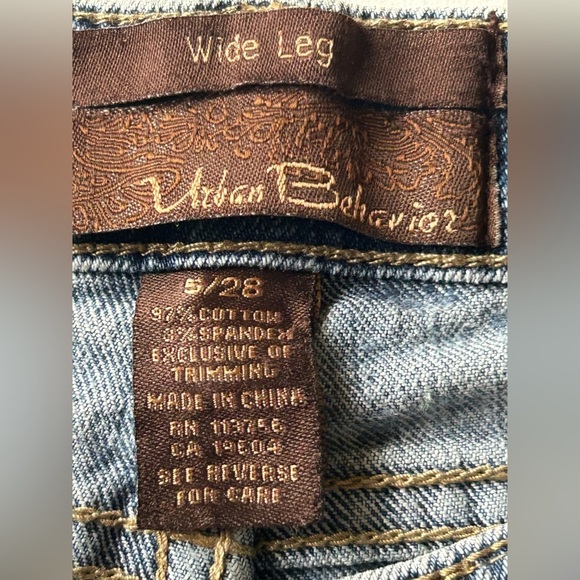 Wide Leg
Urban Behavior
5/28
97% COTTON
3% SPANDEX
EXCLUSIVE OF
TRIMMING
MADE IN CHINA
RN 113756
CA 19604
SEE REVERSE
FOR CARE